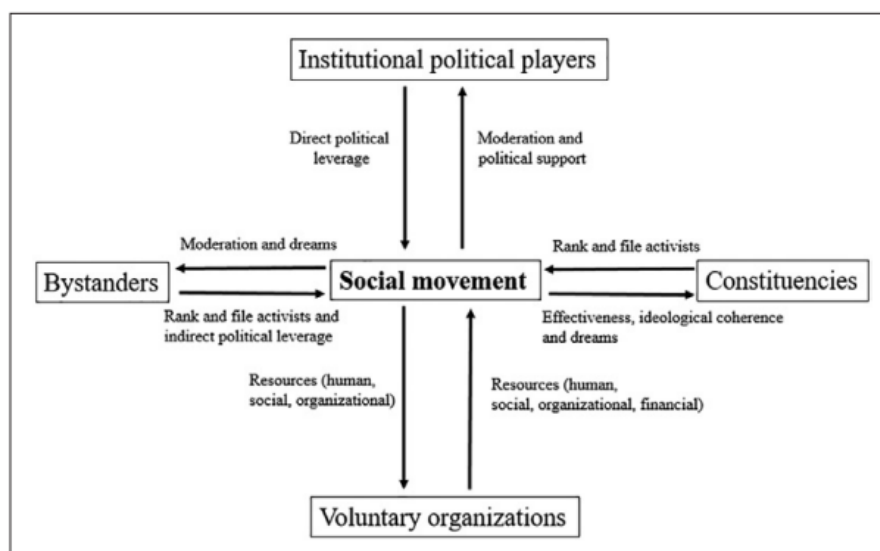 Institutional political players
Direct political
leverage
Moderation and
political support
Moderation and dreams
Rank and file activists
Bystanders
Social movement
Constituencies
Rank and file activists and
indirect political leverage
Effectiveness, ideological coherence
and dreams
Resources (human,
social, organizational)
Resources (human,
social, organizational, financial)
Voluntary organizations